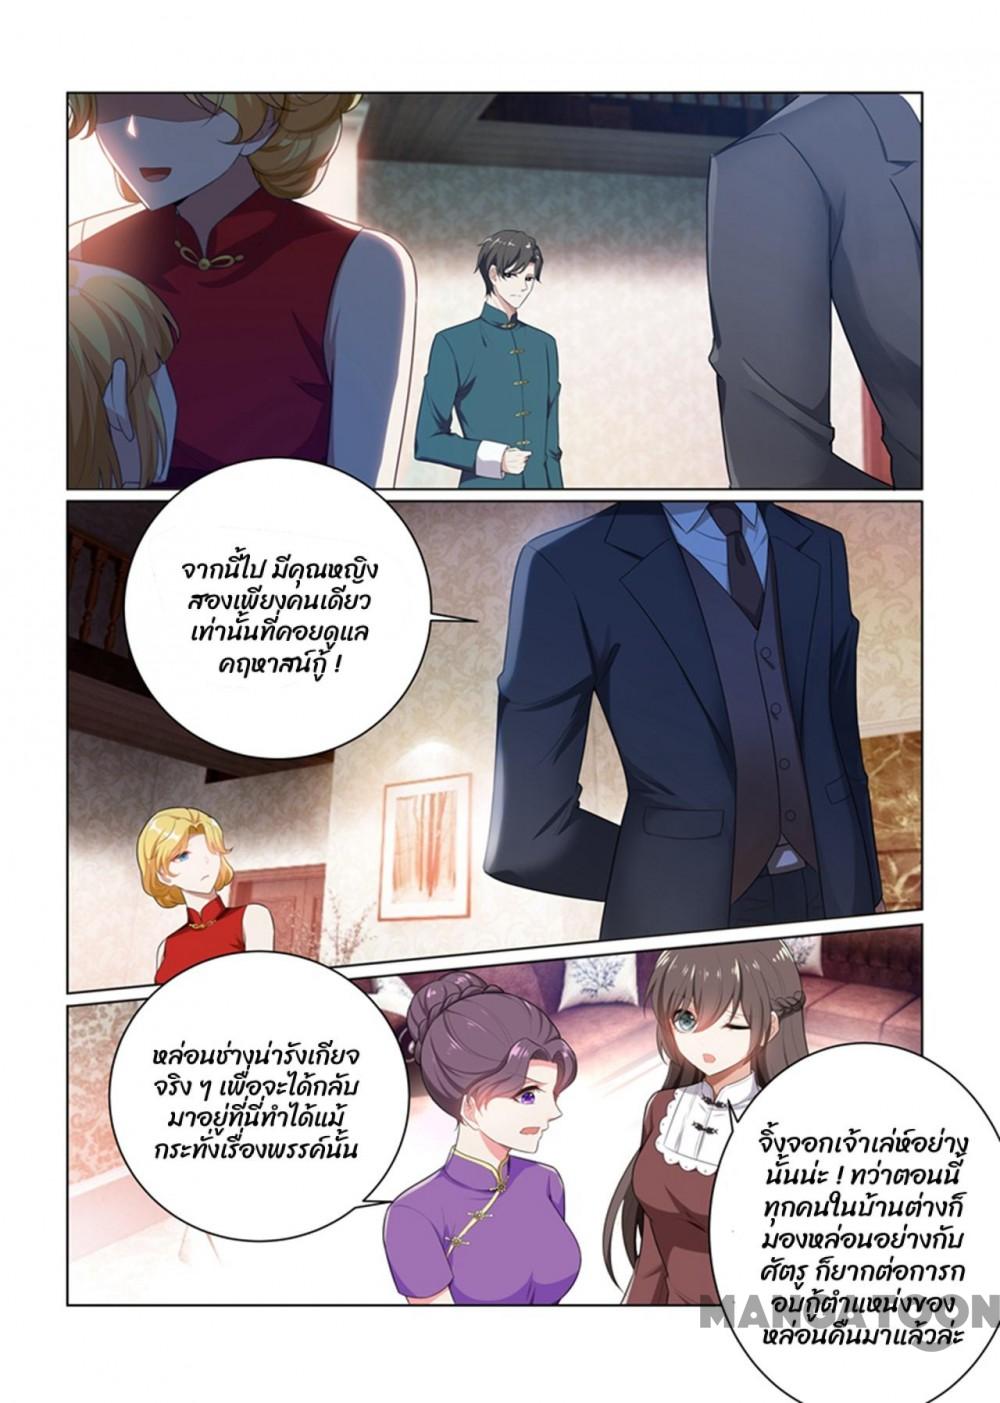 จากนี้ไป มีคุณหญิง
สองเพียงคนเดียว
เท่านั้นที่คอยดูแล
คฤหาสน์กู้ !
หล่อนช่างน่ารังเกียจ
จริง ๆ เพื่อจะได้กลับ
มาอยู่ที่นี่ทำได้แม้
กระทั่งเรื่องพรรค์นั้น
จิ้งจอกเจ้าเล่ห์อย่าง
นั้นน่ะ ! ทว่าตอนนี้
ทุกคนในบ้านต่างก็
มองหล่อนอย่างกับ
ศัตรู ก็ยากต่อการก
อบกู้ตำแหน่งของ
หล่อนคืนมาแล้วล่ะ
MANGATOON